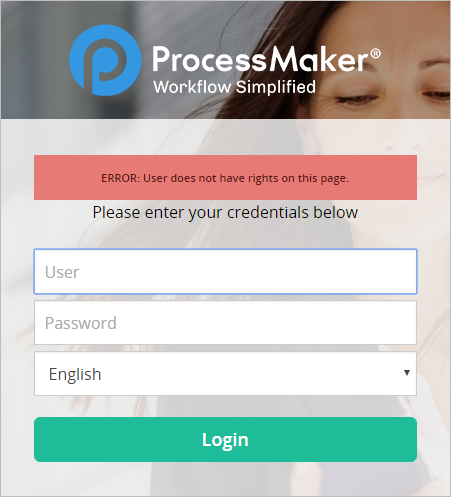 ProcessMaker®
Workflow Simplified
ERROR: User does not have rights on this page.
Please enter your credentials below
User
Password
English
Login